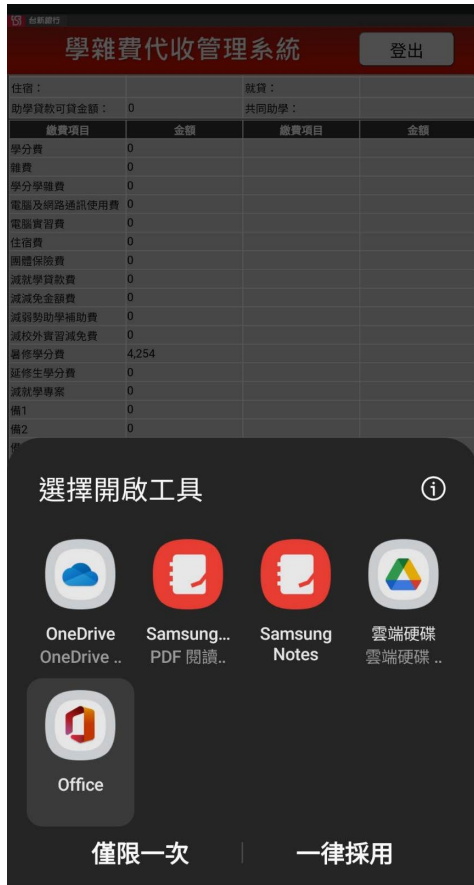 台新銀行
學雜費代收管理系統 登出
住宿： 就貸：
助學貸款可貸金額： 0 共同助學：
繳費項目 金額 繳費項目 金額
學分費 0
雜費 0
學分學雜費 0
電腦及網路通訊使用費 0
電腦實習費 0
住宿費 0
團體保險費 0
減就學貸款費 0
減減免金額費 0
減弱勢助學補助費 0
減校外實習減免費 0
暑修學分費 4,254
延修生學分費 0
減就學專案 0
備1 0
備2 0
選擇開啟工具
OneDrive Samsung... Samsung Notes 雲端硬碟
OneDrive .. PDF 閱讀.. 雲端硬碟 ..
Office
僅限一次 一律採用